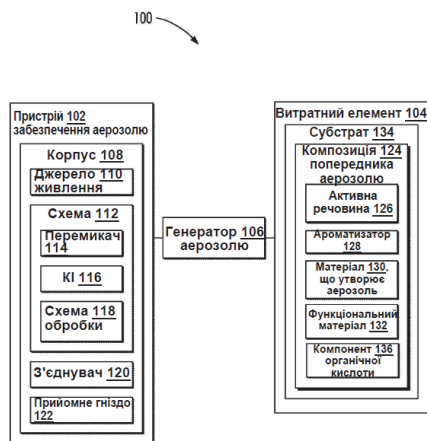 100
Пристрій 102
забезпечення аерозолю
Корпус 108
Джерело 110
живлення
Схема 112
Перемикач
114
КІ 116
Схема 118
обробки
З'єднувач 120
Прийомне гніздо
122
Генератор 106
аерозолю
Витратний елемент 104
Субстрат 134
Композиція 124
попередника
аерозолю
Активна
речовина 126
Ароматизатор
128
Матеріал 130,
що утворює
аерозоль
Функціональний
матеріал 132
Компонент 136
органічної
кислоти